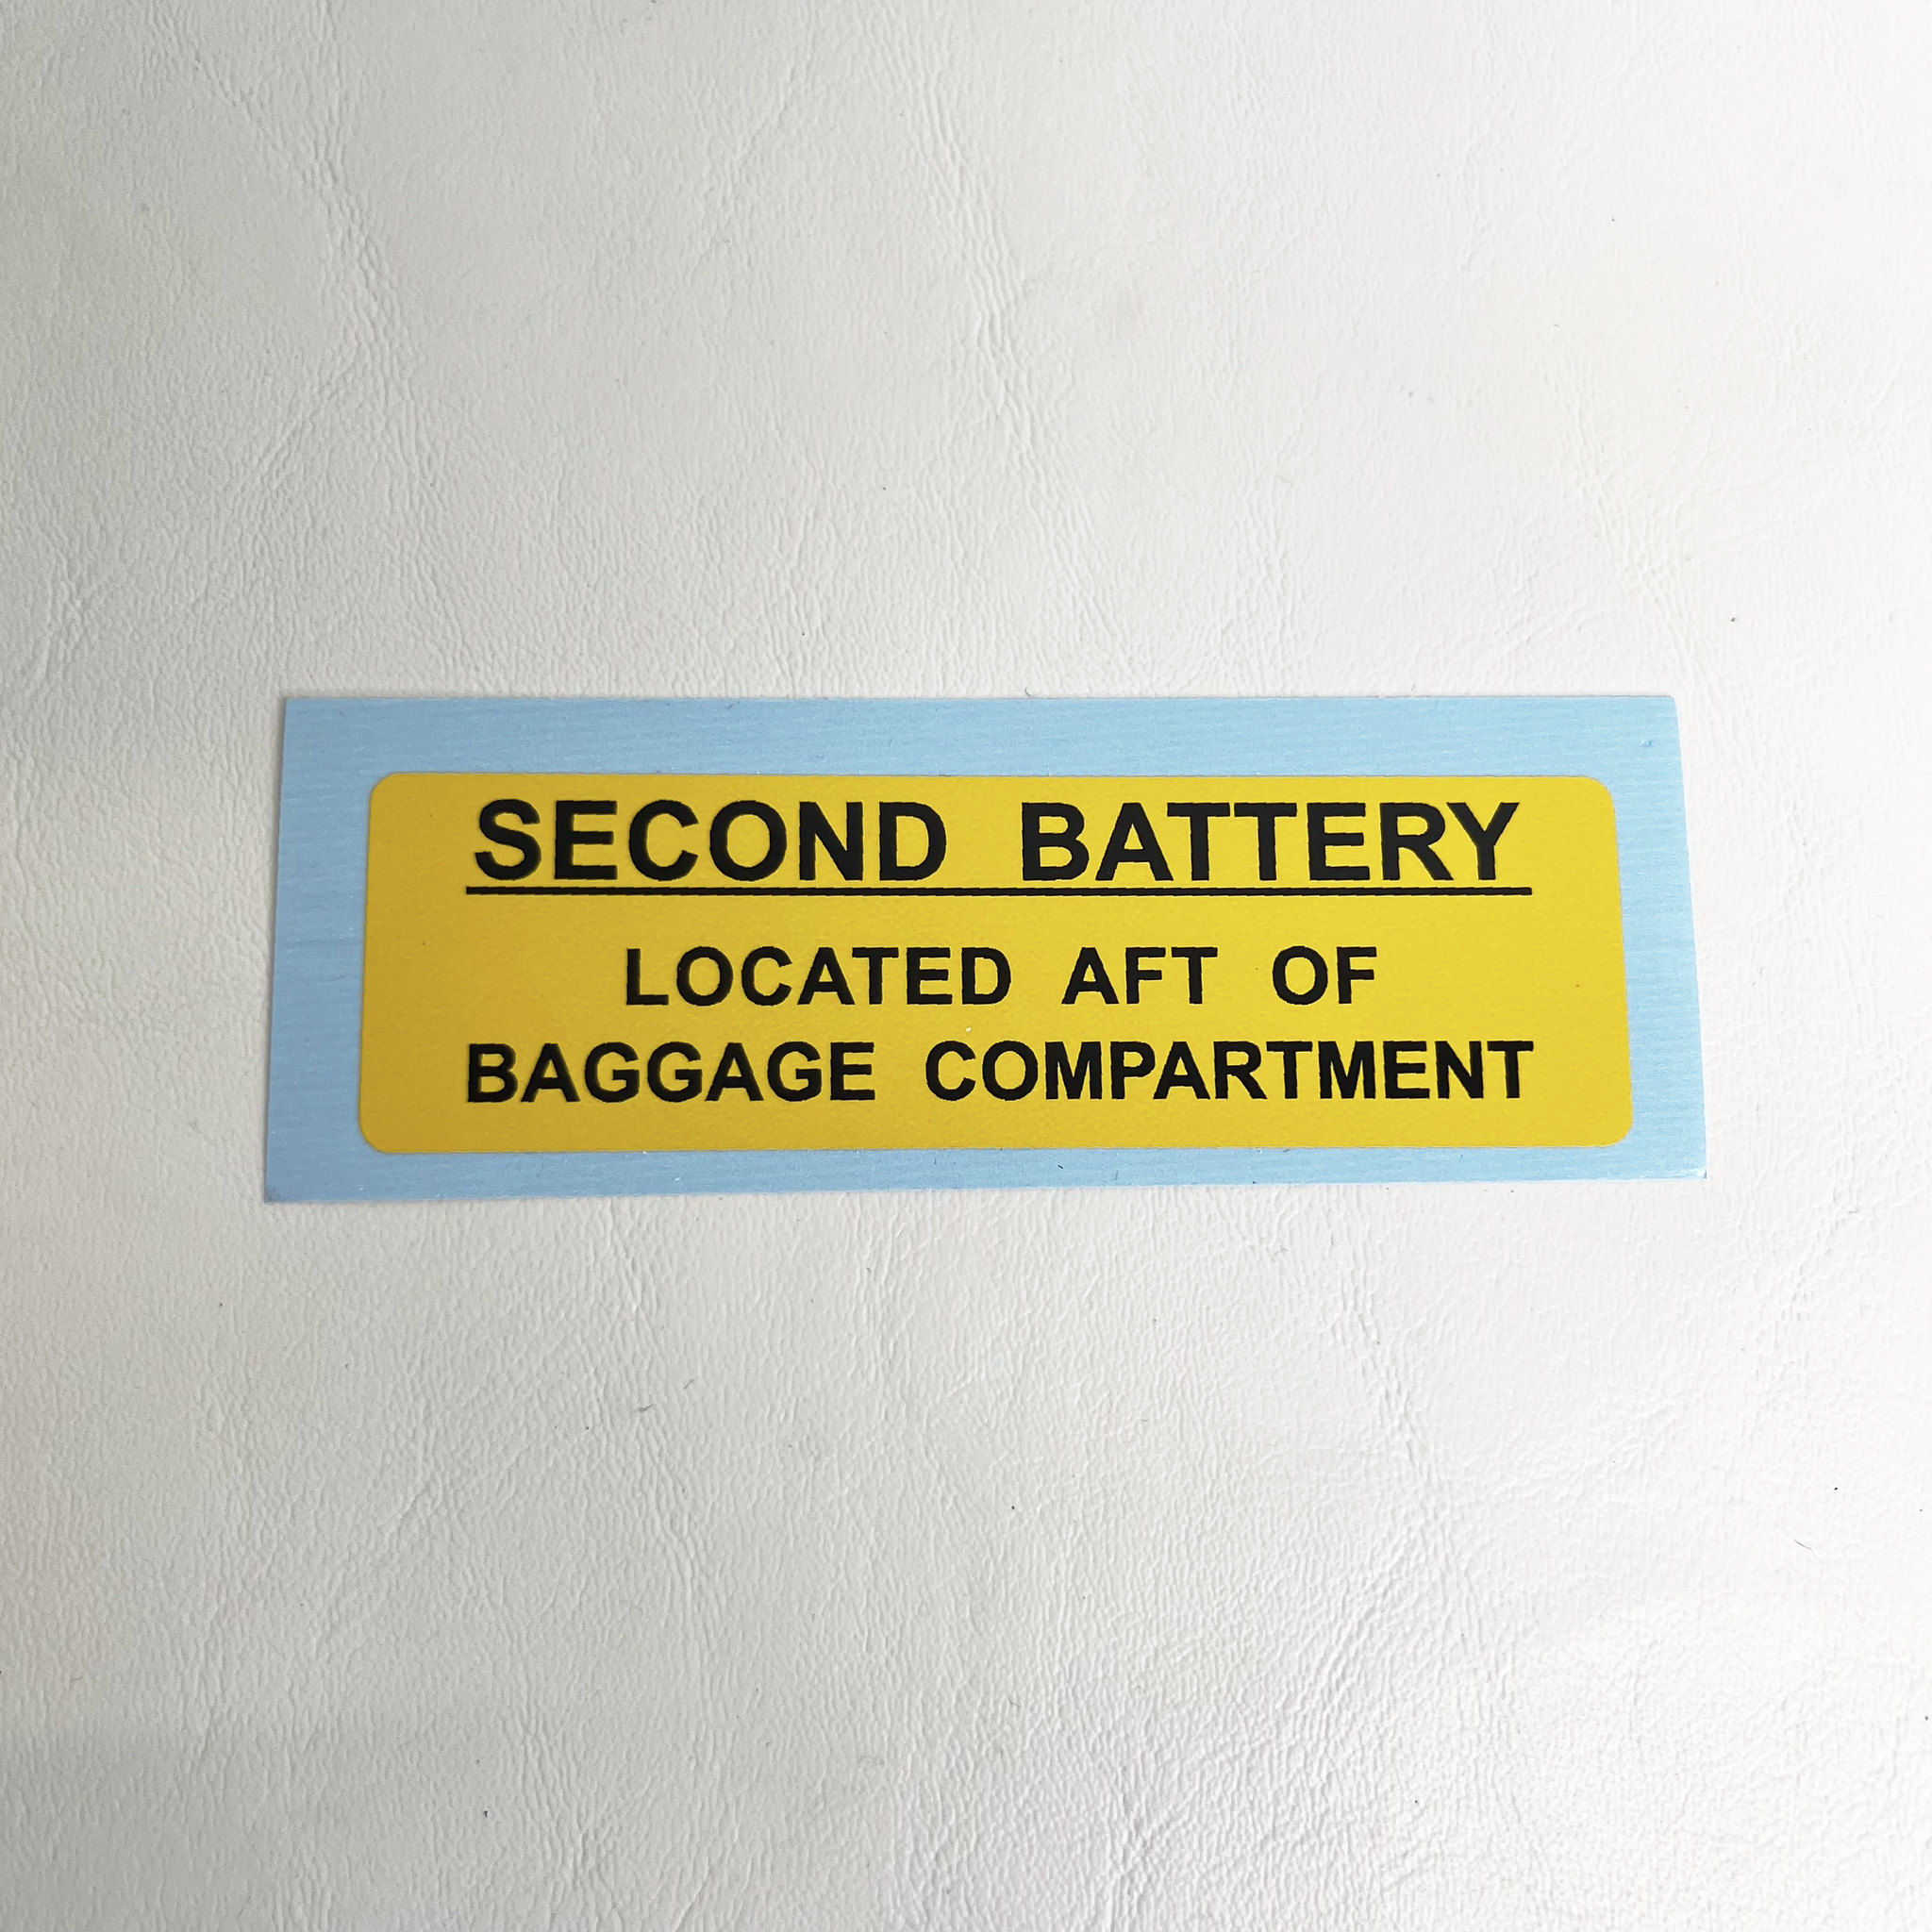 SECOND BATTERY
LOCATED AFT OF
BAGGAGE COMPARTMENT